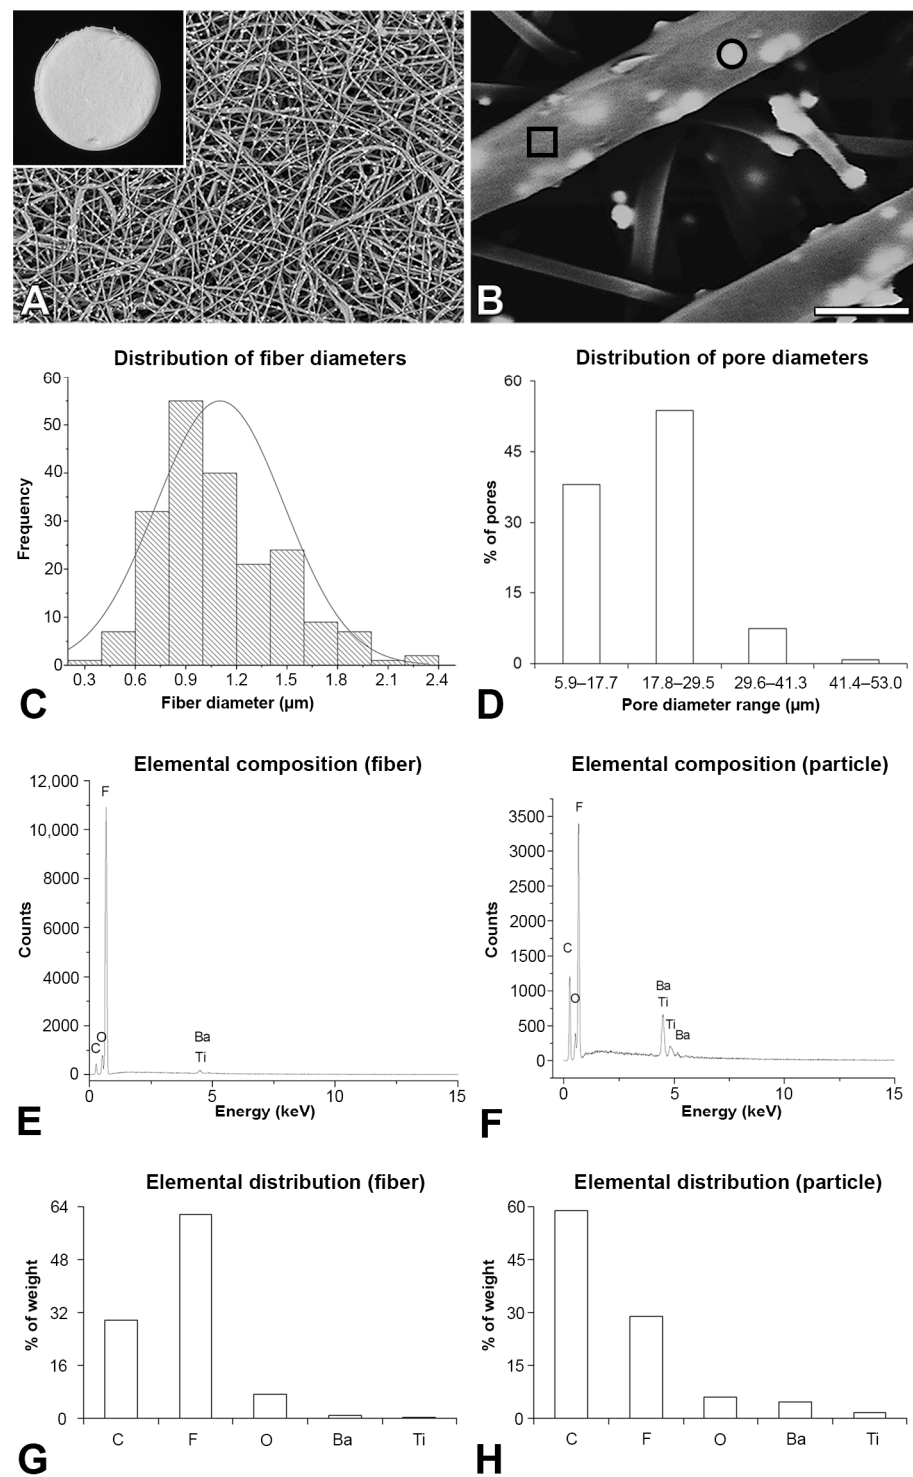 A
B
Distribution of fiber diameters
60
50
40
30
20
10
0
Frequency
0.3 0.6 0.9 1.2 1.5 1.8 2.1 2.4
Fiber diameter (µm)
C
Distribution of pore diameters
60
45
30
15
0
% of pores
5.9–17.7 17.8–29.5 29.6–41.3 41.4–53.0
Pore diameter range (µm)
D
Elemental composition (fiber)
12,000
10,000
8000
6000
4000
2000
0
Counts
F
O
C
Ba
Ti
0 5 10 15
Energy (keV)
E
Elemental composition (particle)
3500
3000
2500
2000
1500
1000
500
0
Counts
F
C
O
Ba
Ti
Ti
Ba
0 5 10 15
Energy (keV)
F
Elemental distribution (fiber)
64
48
32
16
0
% of weight
C F O Ba Ti
G
Elemental distribution (particle)
60
45
30
15
0
% of weight
C F O Ba Ti
H